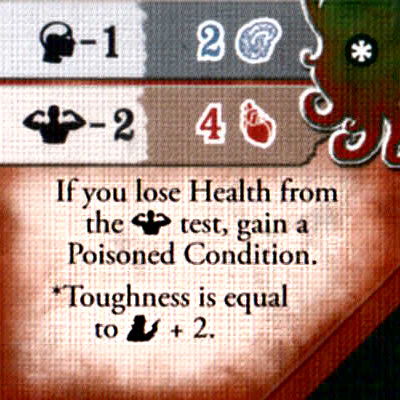 -1 2 *
-2 4
If you lose Health from
the test, gain a
Poisoned Condition.
*Toughness is equal
to + 2.